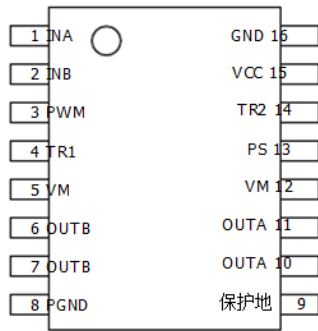 1 INA GND 16
2 INB VCC 15
3 PWM TR2 14
4 TR1 PS 13
5 VM VM 12
6 OUTB OUTA 11
7 OUTB OUTA 10
8 PGND 保护地 9